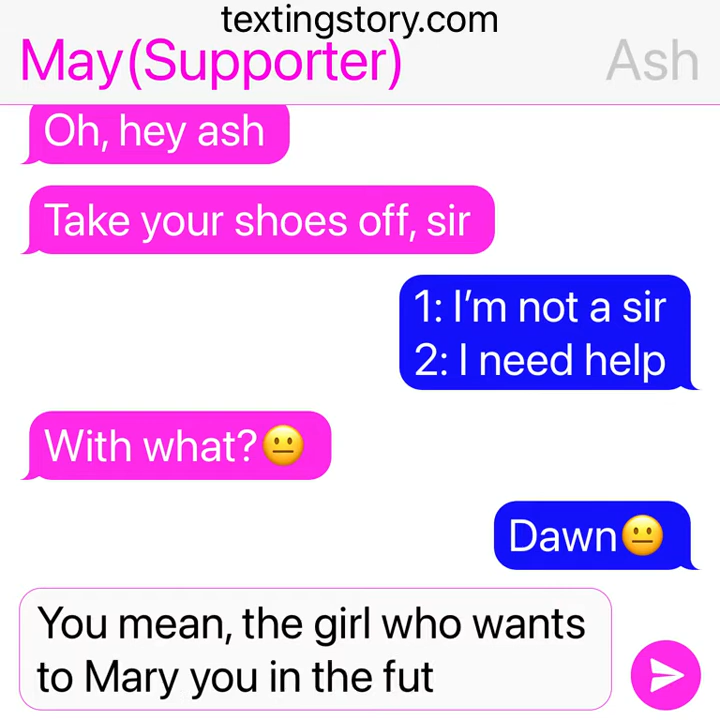 textingstory.com
May(Supporter)
Ash
Oh, hey ash
Take your shoes off, sir
1: I’m not a sir
2: I need help
With what?😐
Dawn😐
You mean, the girl who wants
to Mary you in the fut